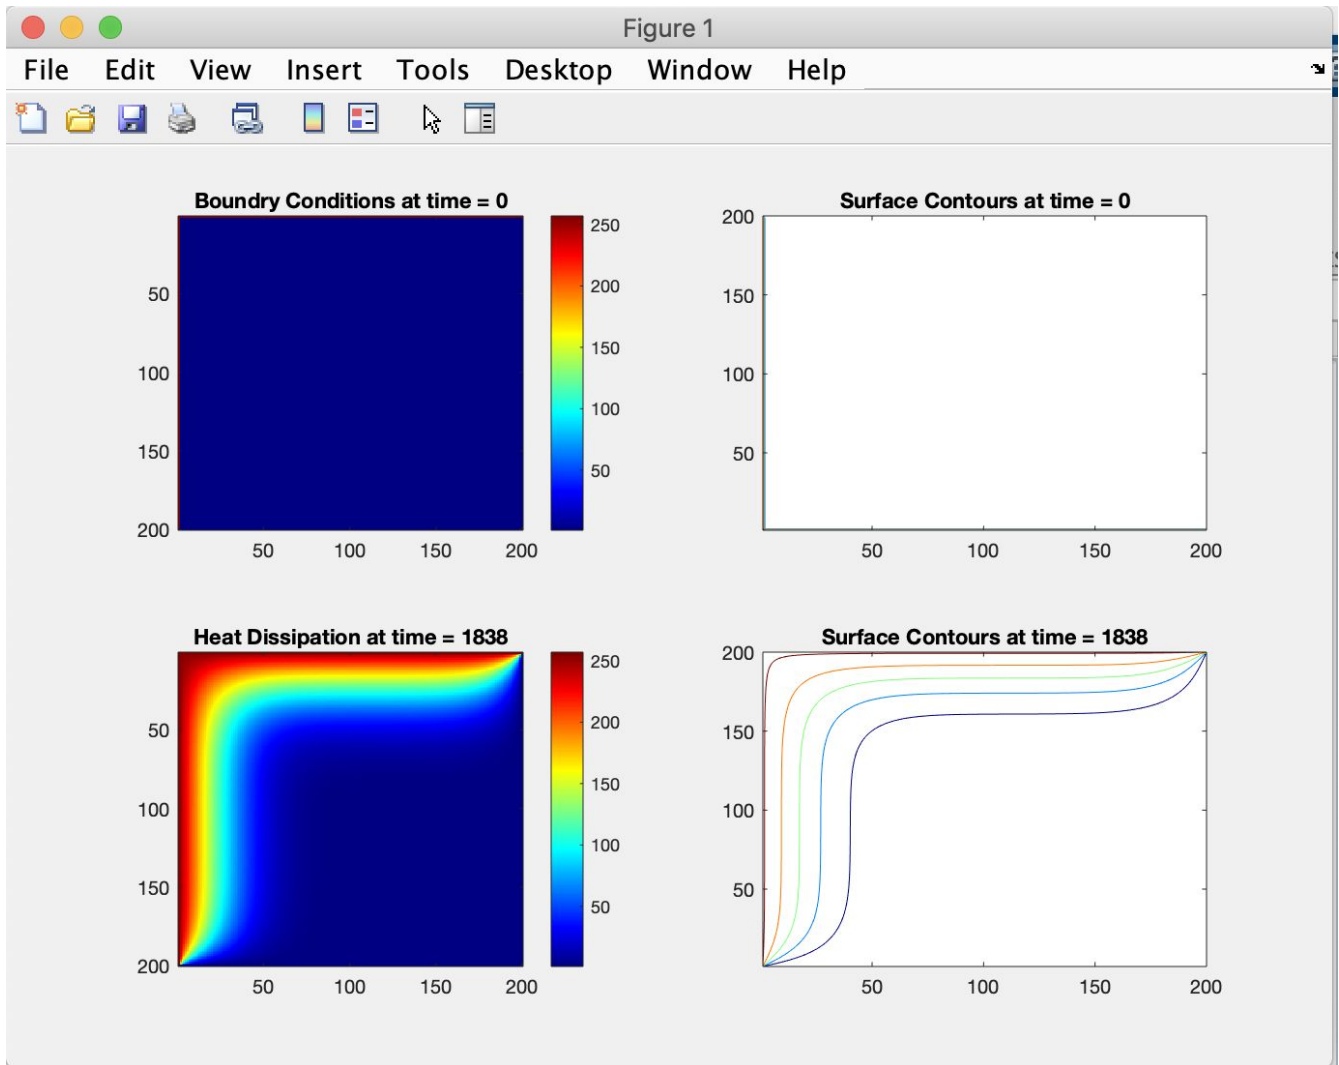 Figure 1
File Edit View Insert Tools Desktop Window Help
Boundry Conditions at time = 0
50
100
150
200
50 100 150 200
250
200
150
100
50
Surface Contours at time = 0
200
150
100
50
50 100 150 200
Heat Dissipation at time = 1838
50
100
150
200
50 100 150 200
250
200
150
100
50
Surface Contours at time = 1838
200
150
100
50
50 100 150 200